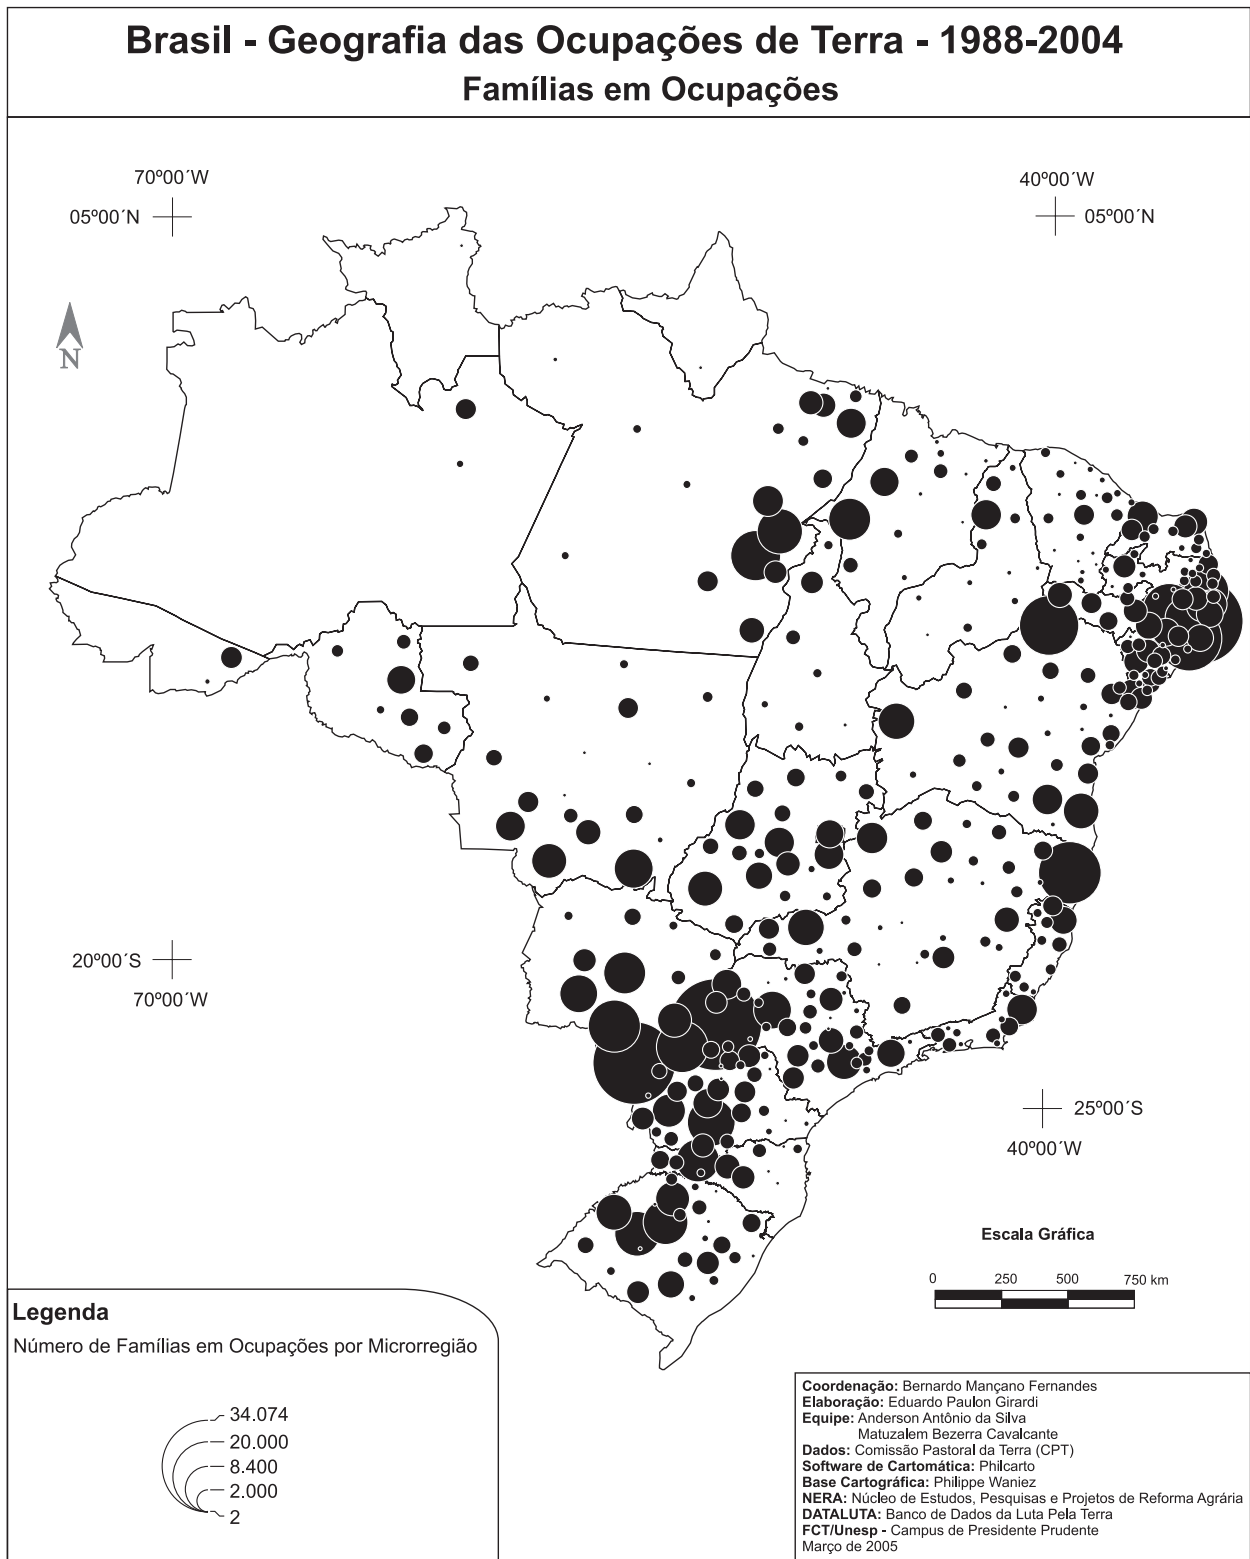 Brasil - Geografia das Ocupações de Terra - 1988-2004
Famílias em Ocupações
70º00´W
05º00´N
40º00´W
05º00´N
N
20º00´S
70º00´W
25º00´S
40º00´W
Escala Gráfica
0 250 500 750 km
Legenda
Número de Famílias em Ocupações por Microrregião
34.074
20.000
8.400
2.000
2
Coordenação: Bernardo Mançano Fernandes
Elaboração: Eduardo Paulon Girardi
Equipe: Anderson Antônio da Silva
Matuzalem Bezerra Cavalcante
Dados: Comissão Pastoral da Terra (CPT)
Software de Cartomática: Philcarto
Base Cartográfica: Philippe Waniez
NERA: Núcleo de Estudos, Pesquisas e Projetos de Reforma Agrária
DATALUTA: Banco de Dados da Luta Pela Terra
FCT/Unesp - Campus de Presidente Prudente
Março de 2005